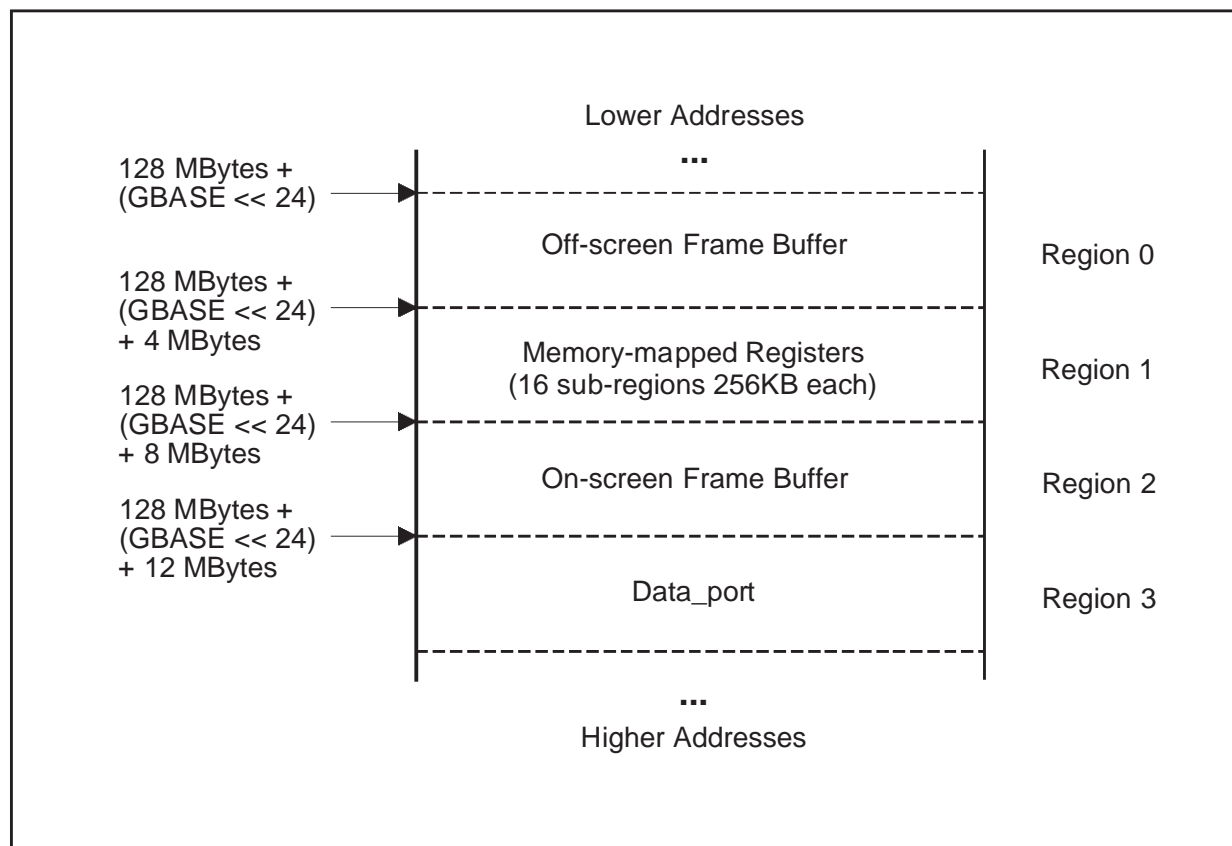 Lower Addresses
...
128 MBytes +
(GBASE << 24)
Off-screen Frame Buffer
Region 0
128 MBytes +
(GBASE << 24)
+ 4 MBytes
Memory-mapped Registers
(16 sub-regions 256KB each)
Region 1
128 MBytes +
(GBASE << 24)
+ 8 MBytes
On-screen Frame Buffer
Region 2
128 MBytes +
(GBASE << 24)
+ 12 MBytes
Data_port
Region 3
...
Higher Addresses